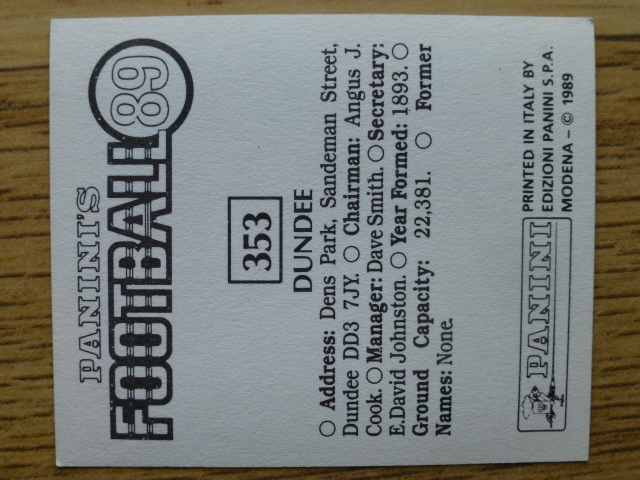 PANINI'S
FOOTBALL 89
353
DUNDEE
○ Address: Dens Park, Sandeman Street,
Dundee DD3 7JY. ○ Chairman: Angus J.
Cook. ○ Manager: Dave Smith. ○ Secretary:
E.David Johnston. ○ Year Formed: 1893. ○
Ground Capacity: 22,381. ○ Former
Names: None.
PANINI
PRINTED IN ITALY BY
EDIZIONI PANINI S.P.A.
MODENA - © 1989